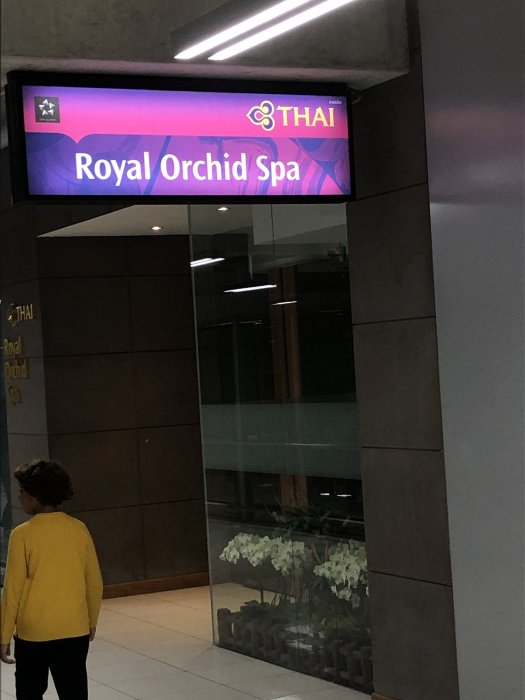 THAI
Royal Orchid Spa
THAI
Royal
Orchid
Spa